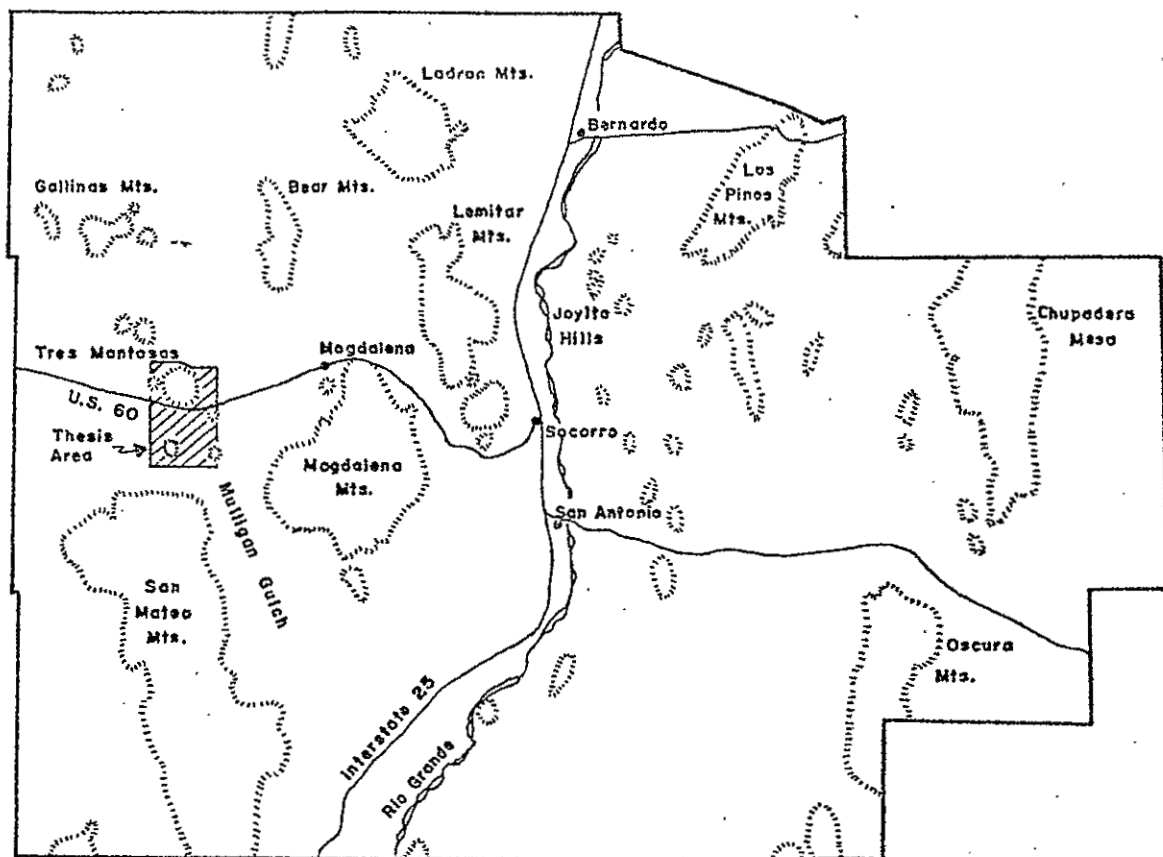 Ladron Mts.
Bernardo
Gallinas Mts.
Bear Mts.
Los
Pinos
Mts.
Lemitar
Mts.
Joyita
Hills
Chupadera
Mesa
Tres Montosas
Magdalena
U.S. 60
Thesis
Area
Socorro
Magdalena
Mts.
San Antonio
Mulligan Gulch
San
Mateo
Mts.
Oscura
Mts.
Interstate 25
Rio Grande